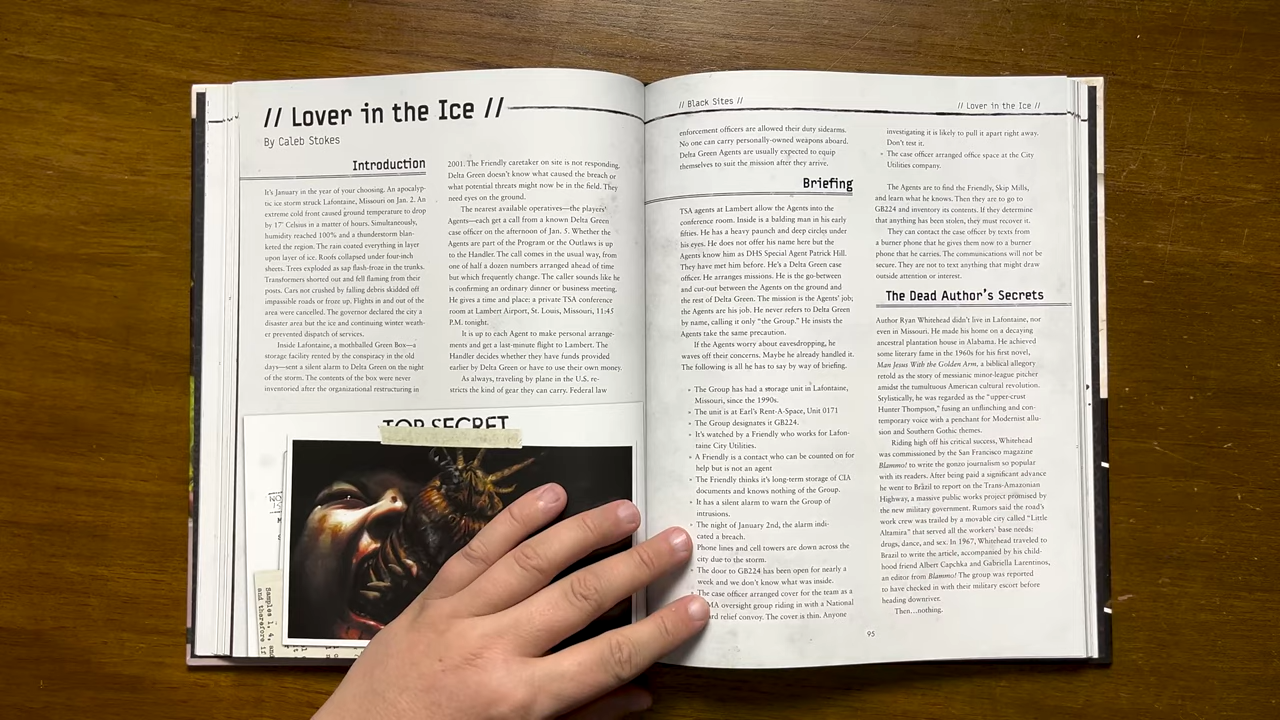 // Lover in the Ice //
By Caleb Stokes
Introduction
It's January in the year of your choosing. An apocalyp-
tic ice storm struck Lafontaine, Missouri on Jan. 2. An
extreme cold front caused ground temperature to drop
by 17° Celsius in a matter of hours. Simultaneously,
humidity reached 100% and a thunderstorm blan-
keted the region. The rain coated everything in layer
upon layer of ice. Roofs collapsed under four-inch
sheets. Trees exploded as sap flash-froze in the trunks.
Transformers shorted out and fell flaming from their
posts. Cars not crushed by falling debris skidded off
impassible roads or froze up. Flights in and out of the
area were cancelled. The governor declared the city a
disaster area but the ice and continuing winter weath-
er prevented dispatch of services.
Inside Lafontaine, a mothballed Green Box—a
storage facility rented by the conspiracy in the old
days—sent a silent alarm to Delta Green on the night
of the storm. The contents of the box were never
inventoried after the organizational restructuring in
2001. The Friendly caretaker on site is not responding.
Delta Green doesn't know what caused the breach or
what potential threats might now be in the field. They
need eyes on the ground.
The nearest available operatives—the players'
Agents—each get a call from a known Delta Green
case officer on the afternoon of Jan. 5. Whether the
Agents are part of the Program or the Outlaws is up
to the Handler. The call comes in the usual way, from
one of half a dozen numbers arranged ahead of time
but which frequently change. The caller sounds like he
is confirming an ordinary dinner or business meeting.
He gives a time and place: a private TSA conference
room at Lambert Airport, St. Louis, Missouri, 11:45
P.M. tonight.
It is up to each Agent to make personal arrange-
ments and get a last-minute flight to Lambert. The
Handler decides whether they have funds provided
earlier by Delta Green or have to use their own money.
As always, traveling by plane in the U.S. re-
stricts the kind of gear they can carry. Federal law
TOP SECRET
Samples 1, 4, and
and therefore
// Black Sites //
// Lover in the Ice //
enforcement officers are allowed their duty sidearms.
No one can carry personally-owned weapons aboard.
Delta Green Agents are usually expected to equip
themselves to suit the mission after they arrive.
Briefing
TSA agents at Lambert allow the Agents into the
conference room. Inside is a balding man in his early
fifties. He has a heavy paunch and deep circles under
his eyes. He does not offer his name here but the
Agents know him as DHS Special Agent Patrick Hill.
They have met him before. He's a Delta Green case
officer. He arranges missions. He is the go-between
and cut-out between the Agents on the ground and
the rest of Delta Green. The mission is the Agents' job;
the Agents are his job. He never refers to Delta Green
by name, calling it only “the Group.” He insists the
Agents take the same precaution.
If the Agents worry about eavesdropping, he
waves off their concerns. Maybe he already handled it.
The following is all he has to say by way of briefing.
• The Group has had a storage unit in Lafontaine,
Missouri, since the 1990s.
• The unit is at Earl's Rent-A-Space, Unit 0171
• The Group designates it GB224.
• It's watched by a Friendly who works for Lafon-
taine City Utilities.
• A Friendly is a contact who can be counted on for
help but is not an agent
• The Friendly thinks it's long-term storage of CIA
documents and knows nothing of the Group.
• It has a silent alarm to warn the Group of
intrusions.
• The night of January 2nd, the alarm indi-
cated a breach.
Phone lines and cell towers are down across the
city due to the storm.
• The door to GB224 has been open for nearly a
week and we don't know what was inside.
• The case officer arranged cover for the team as a
MA oversight group riding in with a National
ard relief convoy. The cover is thin. Anyone
investigating it is likely to pull it apart right away.
Don't test it.
• The case officer arranged office space at the City
Utilities company.
The Agents are to find the Friendly, Skip Mills,
and learn what he knows. Then they are to go to
GB224 and inventory its contents. If they determine
that anything has been stolen, they must recover it.
They can contact the case officer by texts from
a burner phone that he gives them now to a burner
phone that he carries. The communications will not be
secure. They are not to text anything that might draw
outside attention or interest.
The Dead Author's Secrets
Author Ryan Whitehead didn't live in Lafontaine, nor
even in Missouri. He made his home on a decaying
ancestral plantation house in Alabama. He achieved
some literary fame in the 1960s for his first novel,
Man Jesus With the Golden Arm, a biblical allegory
retold as the story of messianic minor-league pitcher
amidst the tumultuous American cultural revolution.
Stylistically, he was regarded as the “upper-crust
Hunter Thompson,” fusing an unflinching and con-
temporary voice with a penchant for Modernist allu-
sion and Southern Gothic themes.
Riding high off his critical success, Whitehead
was commissioned by the San Francisco magazine
Blammo! to write the gonzo journalism so popular
with its readers. After being paid a significant advance
he went to Brazil to report on the Trans-Amazonian
Highway, a massive public works project promised by
the new military government. Rumors said the road's
work crew was trailed by a movable city called “Little
Altamira” that served all the workers' base needs:
drugs, dance, and sex. In 1967, Whitehead traveled to
Brazil to write the article, accompanied by his child-
hood friend Albert Capchka and Gabriella Larentinos,
an editor from Blammo! The group was reported
to have checked in with their military escort before
heading downriver.
Then…nothing.
95